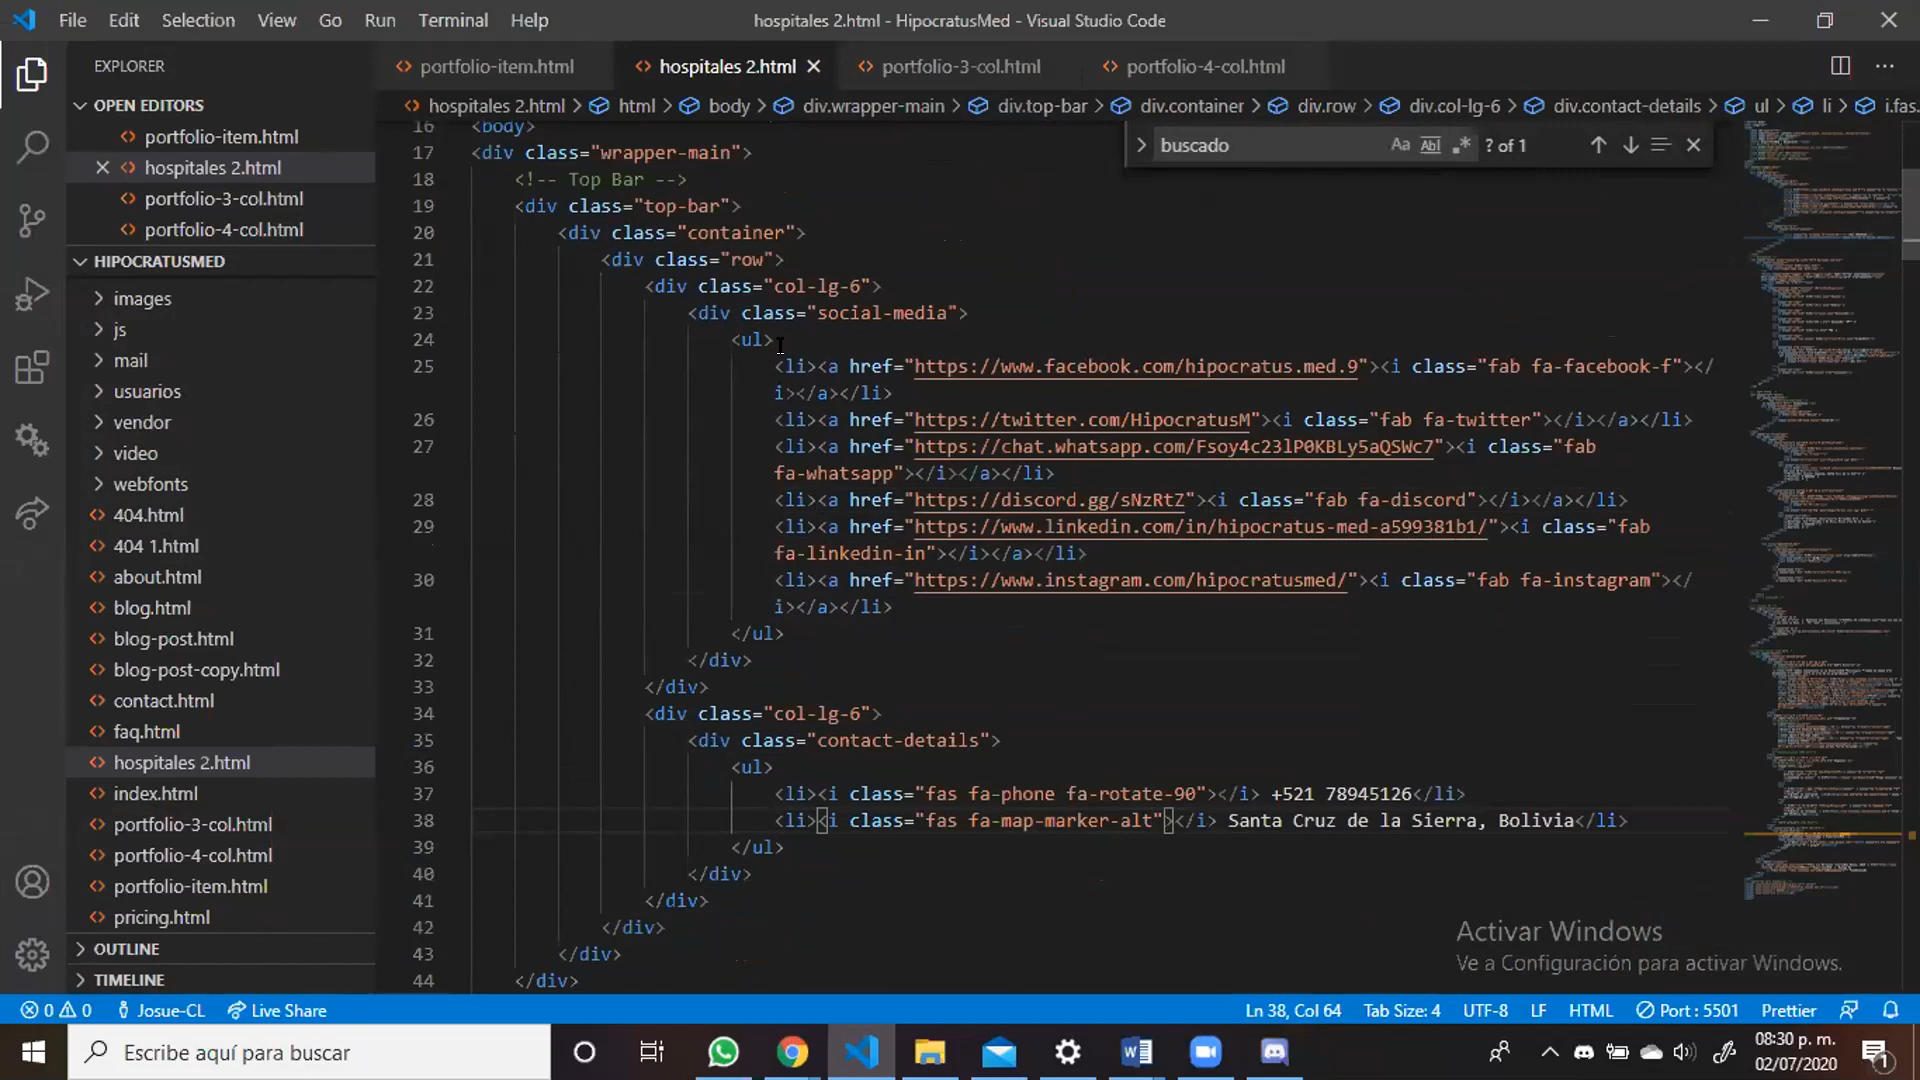 File Edit Selection View Go Run Terminal Help
hospitales 2.html - HipocratusMed - Visual Studio Code
EXPLORER
OPEN EDITORS
portfolio-item.html
hospitales 2.html
portfolio-3-col.html
portfolio-4-col.html
HIPOCRATUSMED
images
js
mail
usuarios
vendor
video
webfonts
404.html
404 1.html
about.html
blog.html
blog-post.html
blog-post-copy.html
contact.html
faq.html
hospitales 2.html
index.html
portfolio-3-col.html
portfolio-4-col.html
portfolio-item.html
pricing.html
OUTLINE
TIMELINE
portfolio-item.html hospitales 2.html portfolio-3-col.html portfolio-4-col.html
hospitales 2.html > html > body > div.wrapper-main > div.top-bar > div.container > div.row > div.col-lg-6 > div.contact-details > ul > li > i.fas.
buscado Aa Abl .* ? of 1
16 <body>
17 <div class="wrapper-main">
18 <!-- Top Bar -->
19 <div class="top-bar">
20 <div class="container">
21 <div class="row">
22 <div class="col-lg-6">
23 <div class="social-media">
24 <ul>
25 <li><a href="https://www.facebook.com/hipocratus.med.9"><i class="fab fa-facebook-f"></
i></a></li>
26 <li><a href="https://twitter.com/HipocratusM"><i class="fab fa-twitter"></i></a></li>
27 <li><a href="https://chat.whatsapp.com/Fsoy4c23lP0KBLy5aQSWc7"><i class="fab
fa-whatsapp"></i></a></li>
28 <li><a href="https://discord.gg/sNzRtZ"><i class="fab fa-discord"></i></a></li>
29 <li><a href="https://www.linkedin.com/in/hipocratus-med-a599381b1/"><i class="fab
fa-linkedin-in"></i></a></li>
30 <li><a href="https://www.instagram.com/hipocratusmed/"><i class="fab fa-instagram"></
i></a></li>
31 </ul>
32 </div>
33 </div>
34 <div class="col-lg-6">
35 <div class="contact-details">
36 <ul>
37 <li><i class="fas fa-phone fa-rotate-90"></i> +521 78945126</li>
38 <li><i class="fas fa-map-marker-alt"></i> Santa Cruz de la Sierra, Bolivia</li>
39 </ul>
40 </div>
41 </div>
42 </div>
43 </div>
44 </div>
Activar Windows
Ve a Configuración para activar Windows.
0 0 Josue-CL Live Share Ln 38, Col 64 Tab Size: 4 UTF-8 LF HTML Port : 5501 Prettier
Escribe aquí para buscar
08:30 p. m.
02/07/2020
1